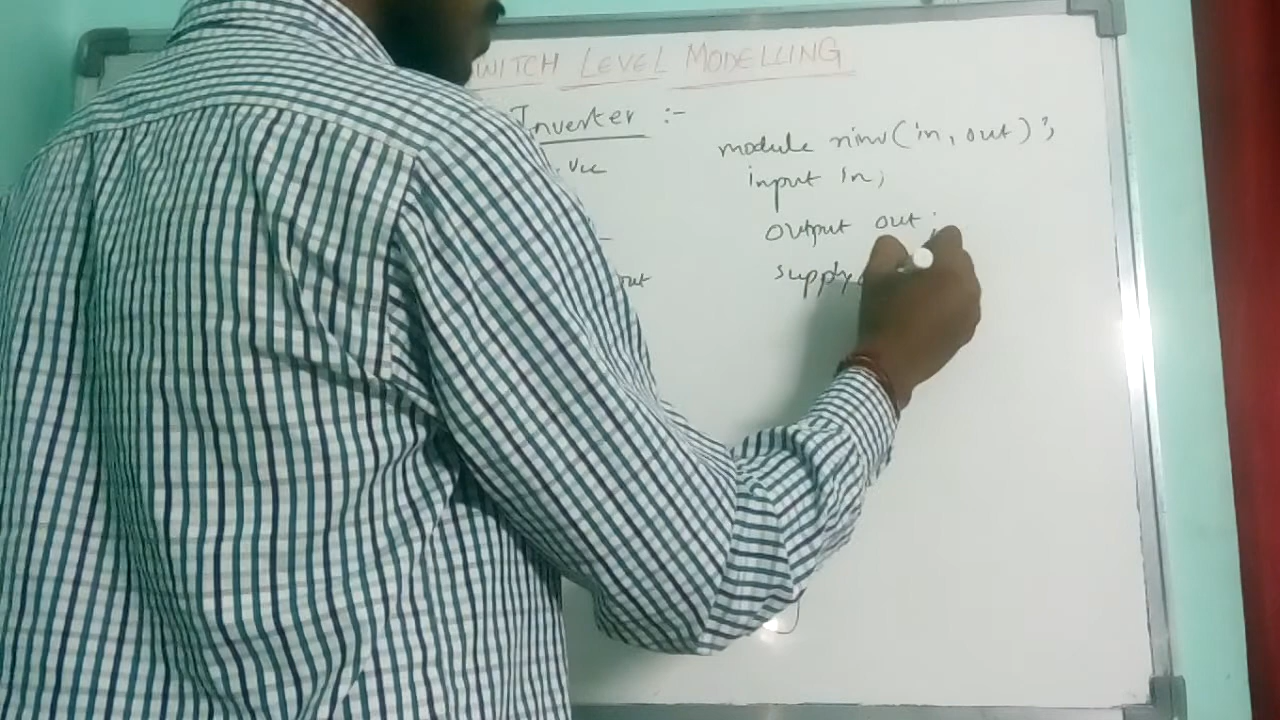 WITCH LEVEL MODELLING
Inverter :-
Vcc
out
module ninv(in, out);
input in;
output out;
supply